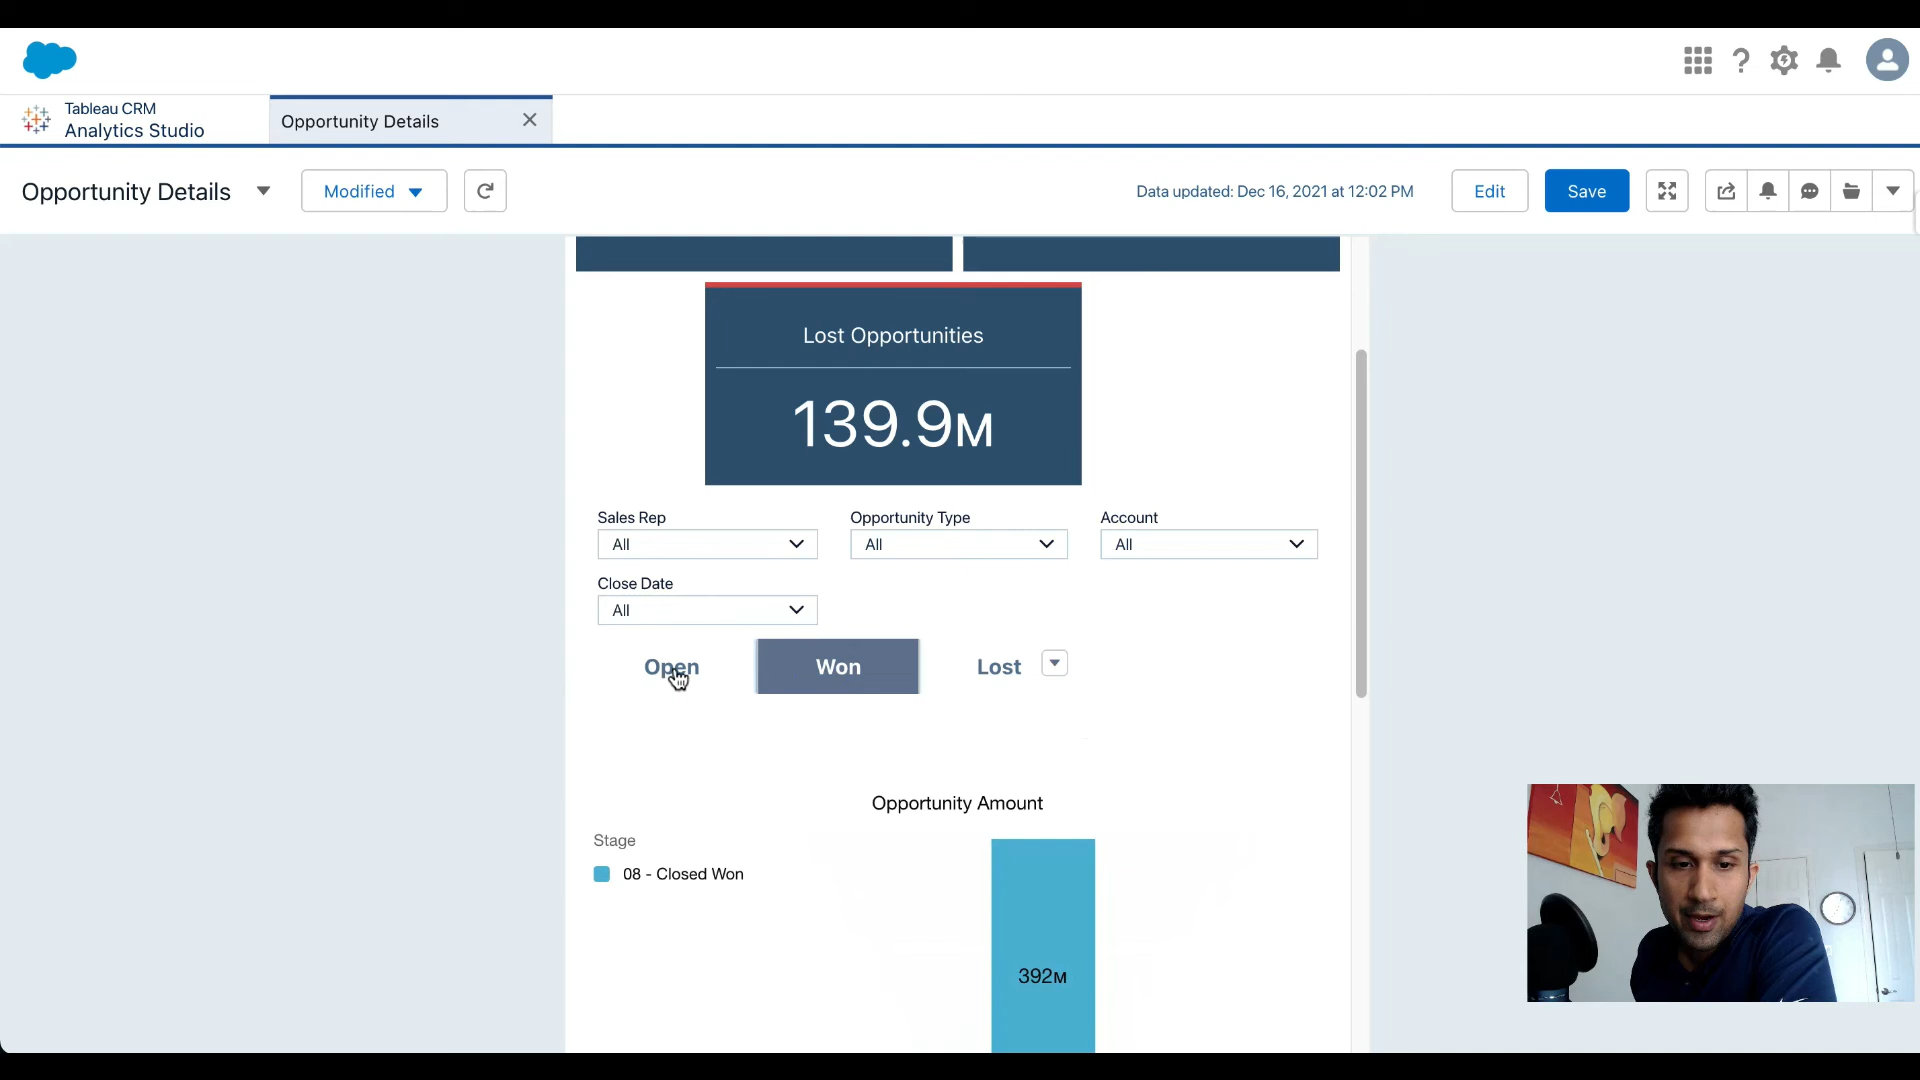 Tableau CRM
Analytics Studio
Opportunity Details
Opportunity Details
Modified
Data updated: Dec 16, 2021 at 12:02 PM
Edit
Save
Lost Opportunities
139.9M
Sales Rep
Opportunity Type
Account
All
All
All
Close Date
All
Open
Won
Lost
Opportunity Amount
Stage
08 - Closed Won
392M